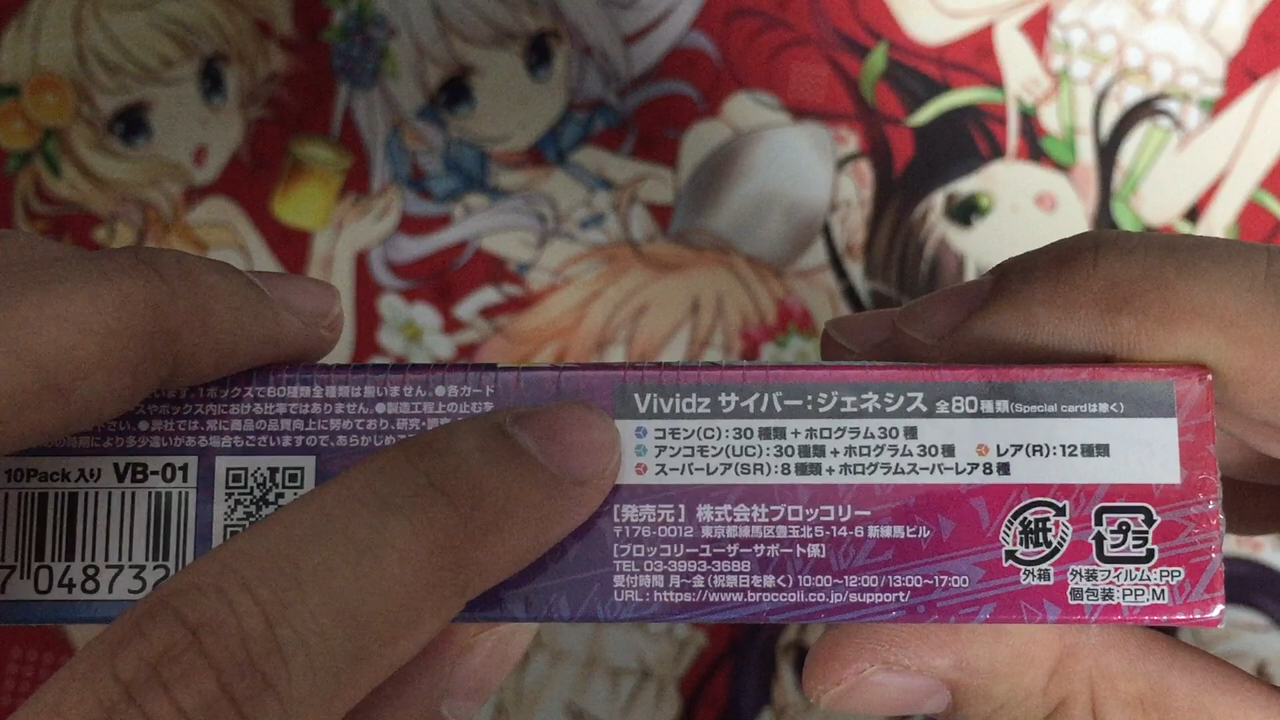 います。1ボックスで80種類全種類は揃いません。●各カード
スやボックス内における比率ではありません。●製造工程上の止むを
下さい。●弊社では、常に商品の品質向上に努めており、研究・調査
の時期により多少違いがある場合もございますので、あらかじめ
10Pack入り VB-01
7 048732
Vividz サイバー:ジェネシス 全80種類(Special cardは除く)
コモン(C):30種類+ホログラム30種
アンコモン(UC):30種類+ホログラム30種 レア(R):12種類
スーパーレア(SR):8種類+ホログラムスーパーレア8種
[発売元] 株式会社ブロッコリー
〒176-0012 東京都練馬区豊玉北5-14-6 新練馬ビル
[ブロッコリーユーザーサポート係]
TEL 03-3993-3688
受付時間 月~金(祝祭日を除く)10:00~12:00/13:00~17:00
URL:https://www.broccoli.co.jp/support/
紙
外箱
プラ
外装フィルム:PP
個包装:PP,M